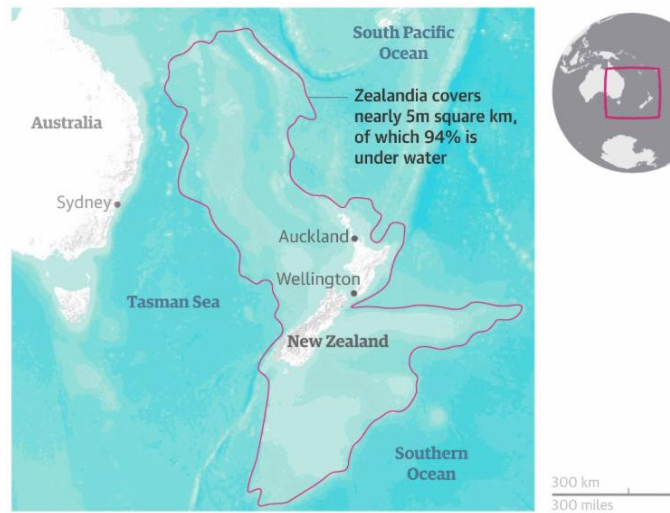 South Pacific
Ocean
Zealandia covers
nearly 5m square km,
of which 94% is
under water
Australia
Sydney
Auckland
Wellington
Tasman Sea
New Zealand
Southern
Ocean
300 km
300 miles